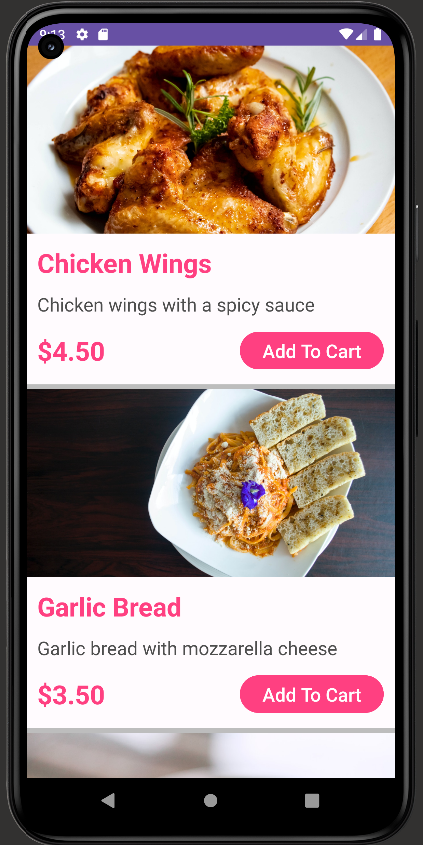 9:13
Chicken Wings
Chicken wings with a spicy sauce
$4.50
Add To Cart
Garlic Bread
Garlic bread with mozzarella cheese
$3.50
Add To Cart